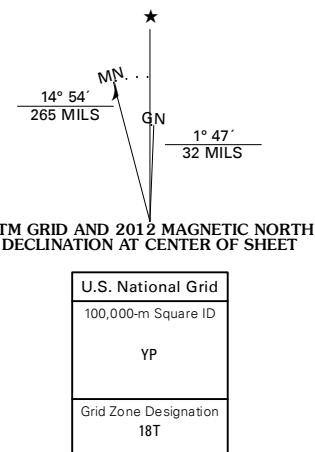 ★
MN
GN
14° 54´
265 MILS
1° 47´
32 MILS
TM GRID AND 2012 MAGNETIC NORTH
DECLINATION AT CENTER OF SHEET
U.S. National Grid
100,000-m Square ID
YP
Grid Zone Designation
18T